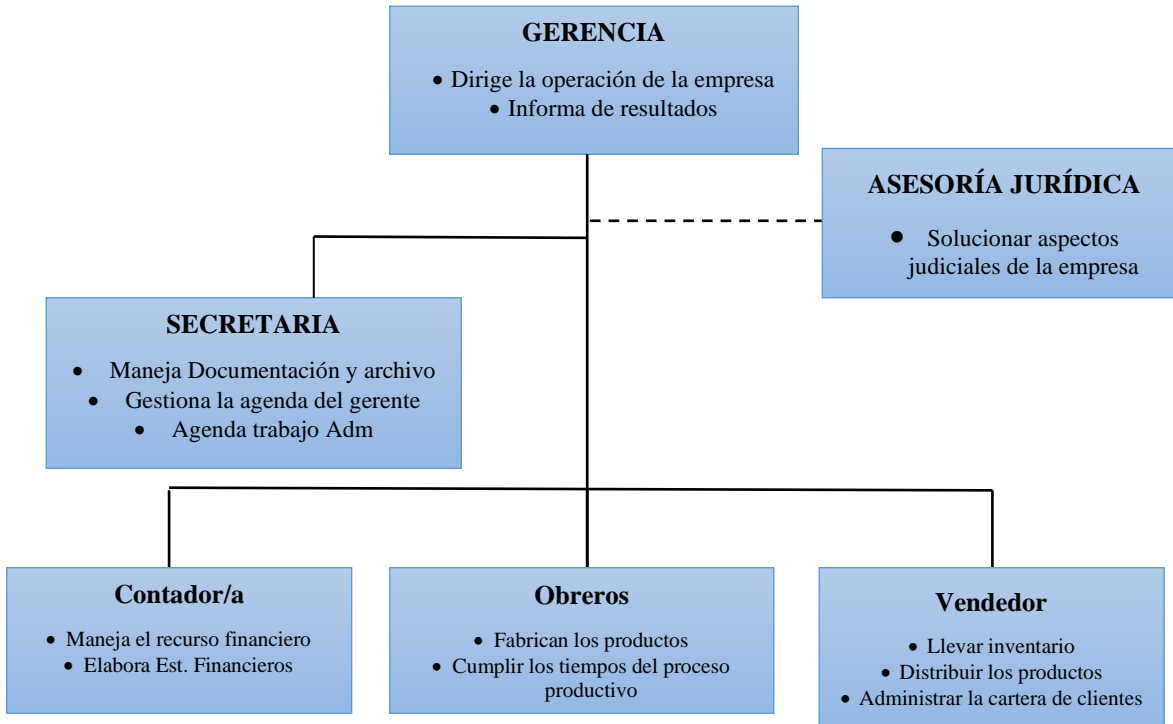 GERENCIA
• Dirige la operación de la empresa
• Informa de resultados
ASESORÍA JURÍDICA
• Solucionar aspectos
judiciales de la empresa
SECRETARIA
• Maneja Documentación y archivo
• Gestiona la agenda del gerente
• Agenda trabajo Adm
Contador/a
• Maneja el recurso financiero
• Elabora Est. Financieros
Obreros
• Fabrican los productos
• Cumplir los tiempos del proceso
productivo
Vendedor
• Llevar inventario
• Distribuir los productos
• Administrar la cartera de clientes